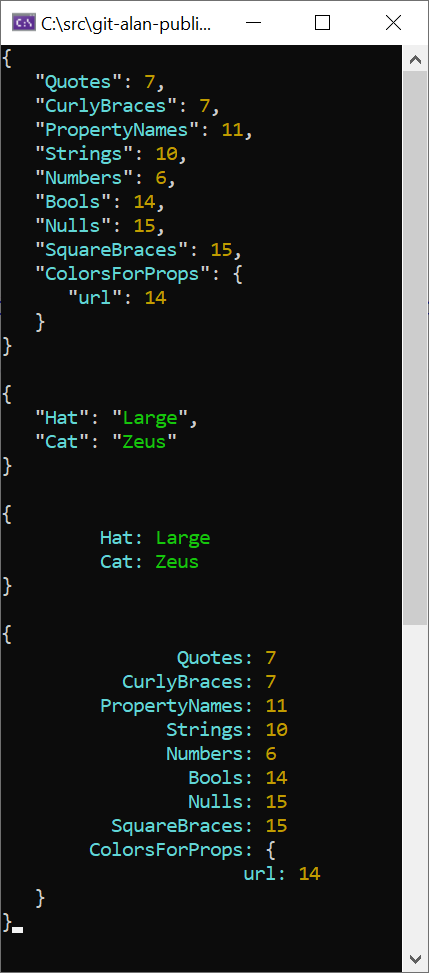 C:\src\git-alan-publi...
{
   "Quotes": 7,
   "CurlyBraces": 7,
   "PropertyNames": 11,
   "Strings": 10,
   "Numbers": 6,
   "Bools": 14,
   "Nulls": 15,
   "SquareBraces": 15,
   "ColorsForProps": {
      "url": 14
   }
}
{
   "Hat": "Large",
   "Cat": "Zeus"
}
{
         Hat: Large
         Cat: Zeus
}
{
                Quotes: 7
           CurlyBraces: 7
         PropertyNames: 11
               Strings: 10
               Numbers: 6
                 Bools: 14
                 Nulls: 15
          SquareBraces: 15
        ColorsForProps: {
                      url: 14
   }
}